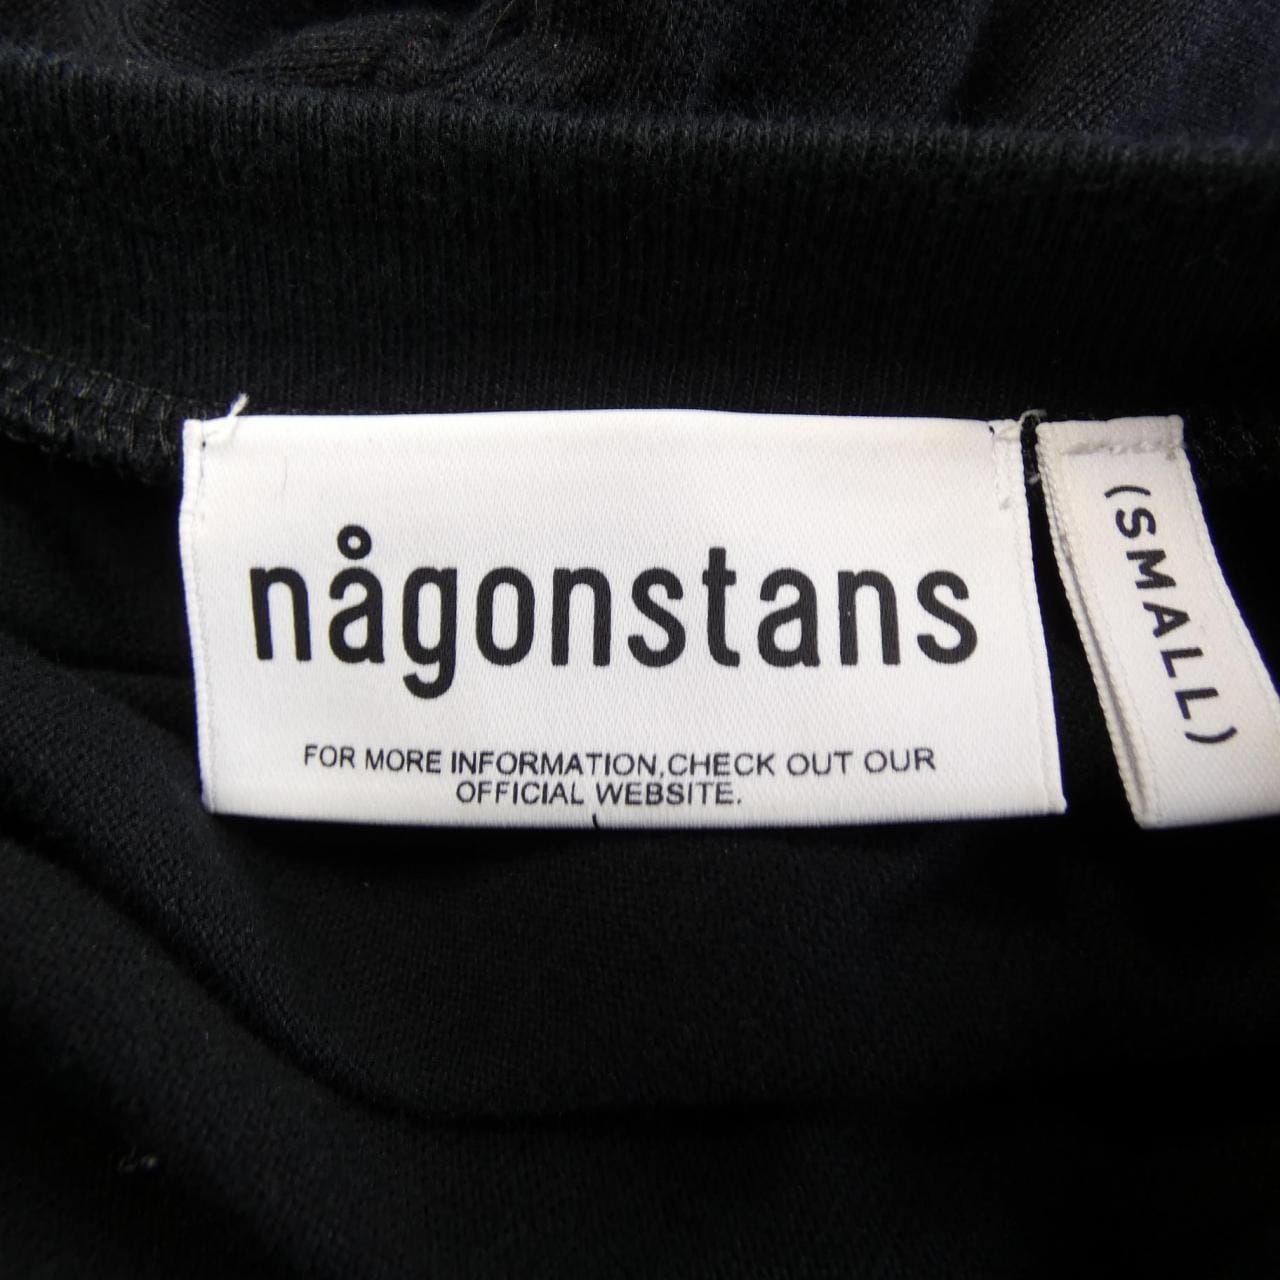 någonstans
FOR MORE INFORMATION,CHECK OUT OUR
OFFICIAL WEBSITE.
(SMALL)